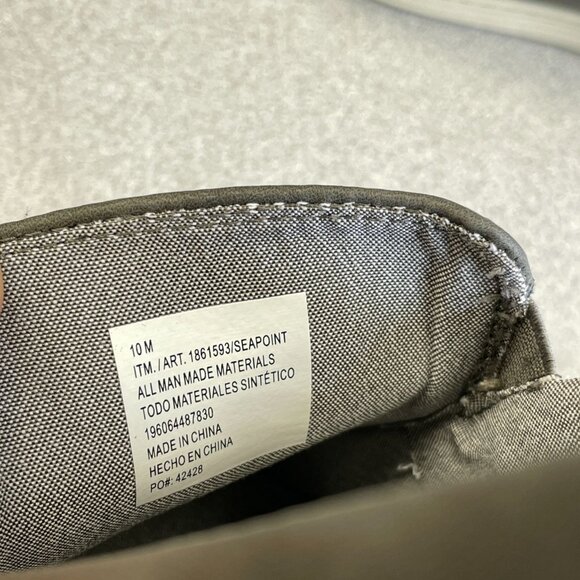 10 M
ITM. / ART. 1861593/SEAPOINT
ALL MAN MADE MATERIALS
TODO MATERIALES SINTÉTICO
196064487830
MADE IN CHINA
HECHO EN CHINA
PO#: 42428